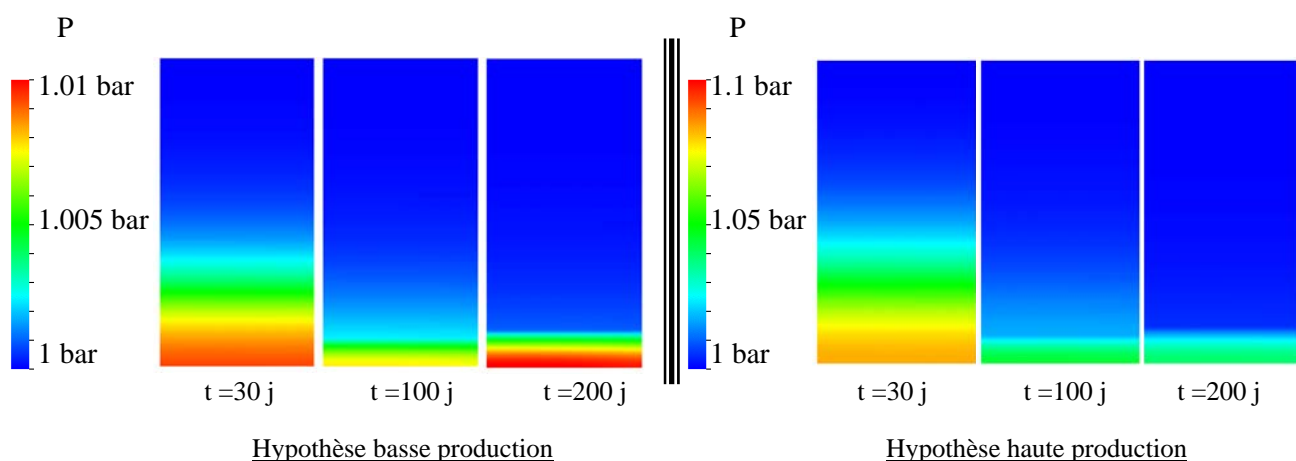 P
1.01 bar
1.005 bar
1 bar
t =30 j
t =100 j
t =200 j
Hypothèse basse production
P
1.1 bar
1.05 bar
1 bar
t =30 j
t =100 j
t =200 j
Hypothèse haute production